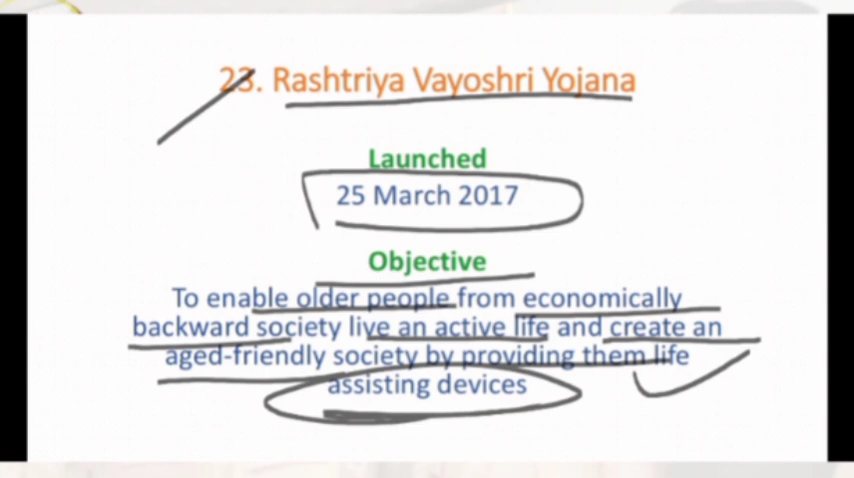 23. Rashtriya Vayoshri Yojana
Launched
25 March 2017
Objective
To enable older people from economically
backward society live an active life and create an
aged-friendly society by providing them life
assisting devices